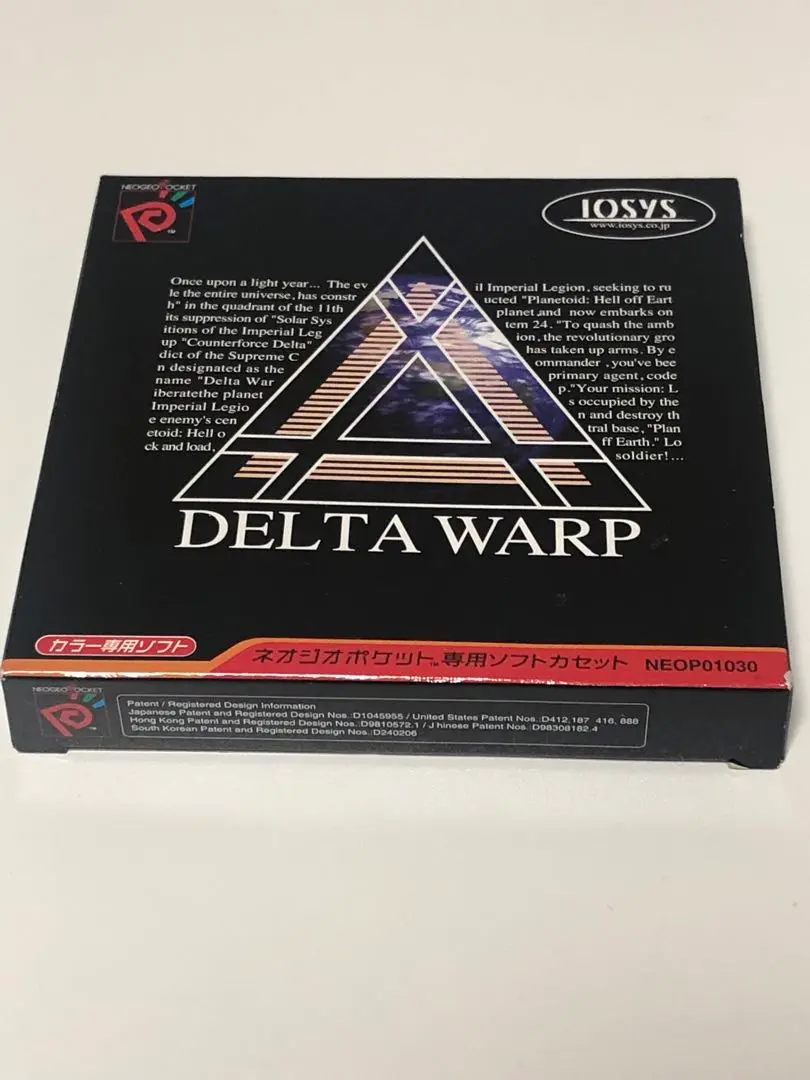 NEOGEO POCKET
IOSYS
www.iosys.co.jp
Once upon a light year... The ev il Imperial Legion, seeking to ru
le the entire universe, has constr ucted "Planetoid: Hell off Eart
h" in the quadrant of the 11th planet,and now embarks on
its suppression of "Solar Sys tem 24. "To quash the amb
itions of the Imperial Leg ion, the revolutionary gro
up "Counterforce Delta" has taken up arms. By e
dict of the Supreme C ommander ,you've bee
n designated as the primary agent, code
name "Delta War p."Your mission: L
iberatethe planet s occupied by the
Imperial Legio n and destroy th
e enemy's cen tral base, "Plan
etoid: Hell o ff Earth." Lo
ck and load, soldier!...
DELTA WARP
カラー専用ソフト
ネオジオポケット™専用ソフトカセット NEOP01030
NEOGEO POCKET
Patent / Registered Design Information
Japanese Patent and Registered Design Nos.:D1045955 / United States Patent Nos.:D412,187 416, 888
Hong Kong Patent and Registered Design Nos.:D9810572.1 / J hinese Patent Nos.:D98308162.4
South Korean Patent and Registered Design Nos.:D240206